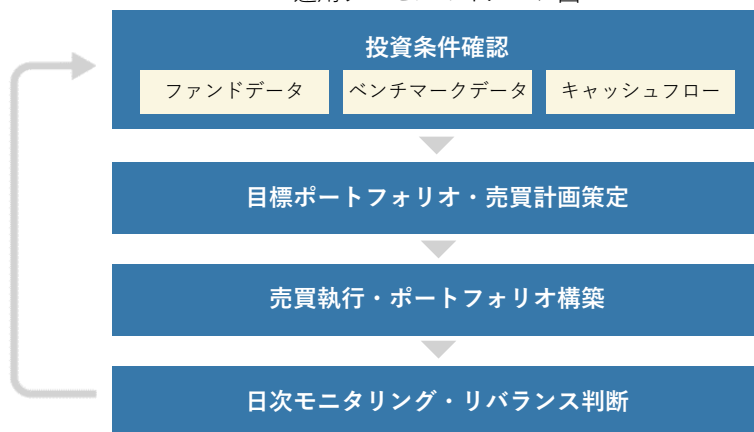 投資条件確認
ファンドデータ
ベンチマークデータ
キャッシュフロー
目標ポートフォリオ・売買計画策定
売買執行・ポートフォリオ構築
日次モニタリング・リバランス判断